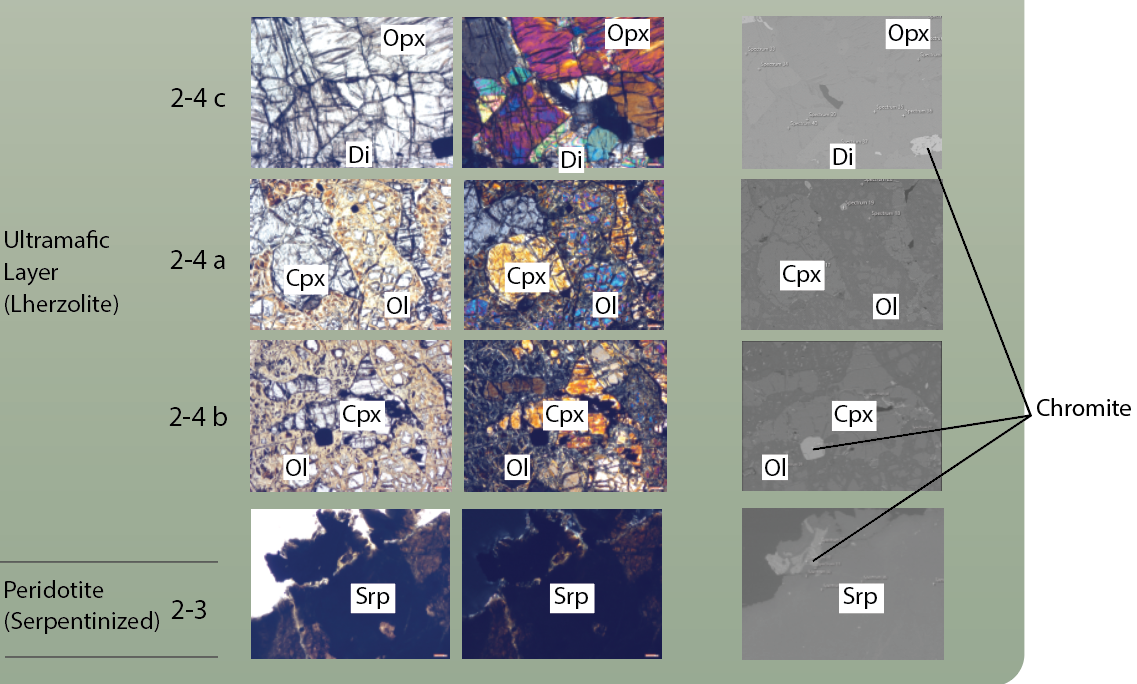 Opx
Opx
Opx
2-4 c
Di
Di
Di
Ultramafic
Layer
(Lherzolite)
2-4 a
Cpx
Ol
Cpx
Ol
Cpx
Ol
2-4 b
Cpx
Ol
Cpx
Ol
Cpx
Ol
Chromite
Peridotite
(Serpentinized)
2-3
Srp
Srp
Srp